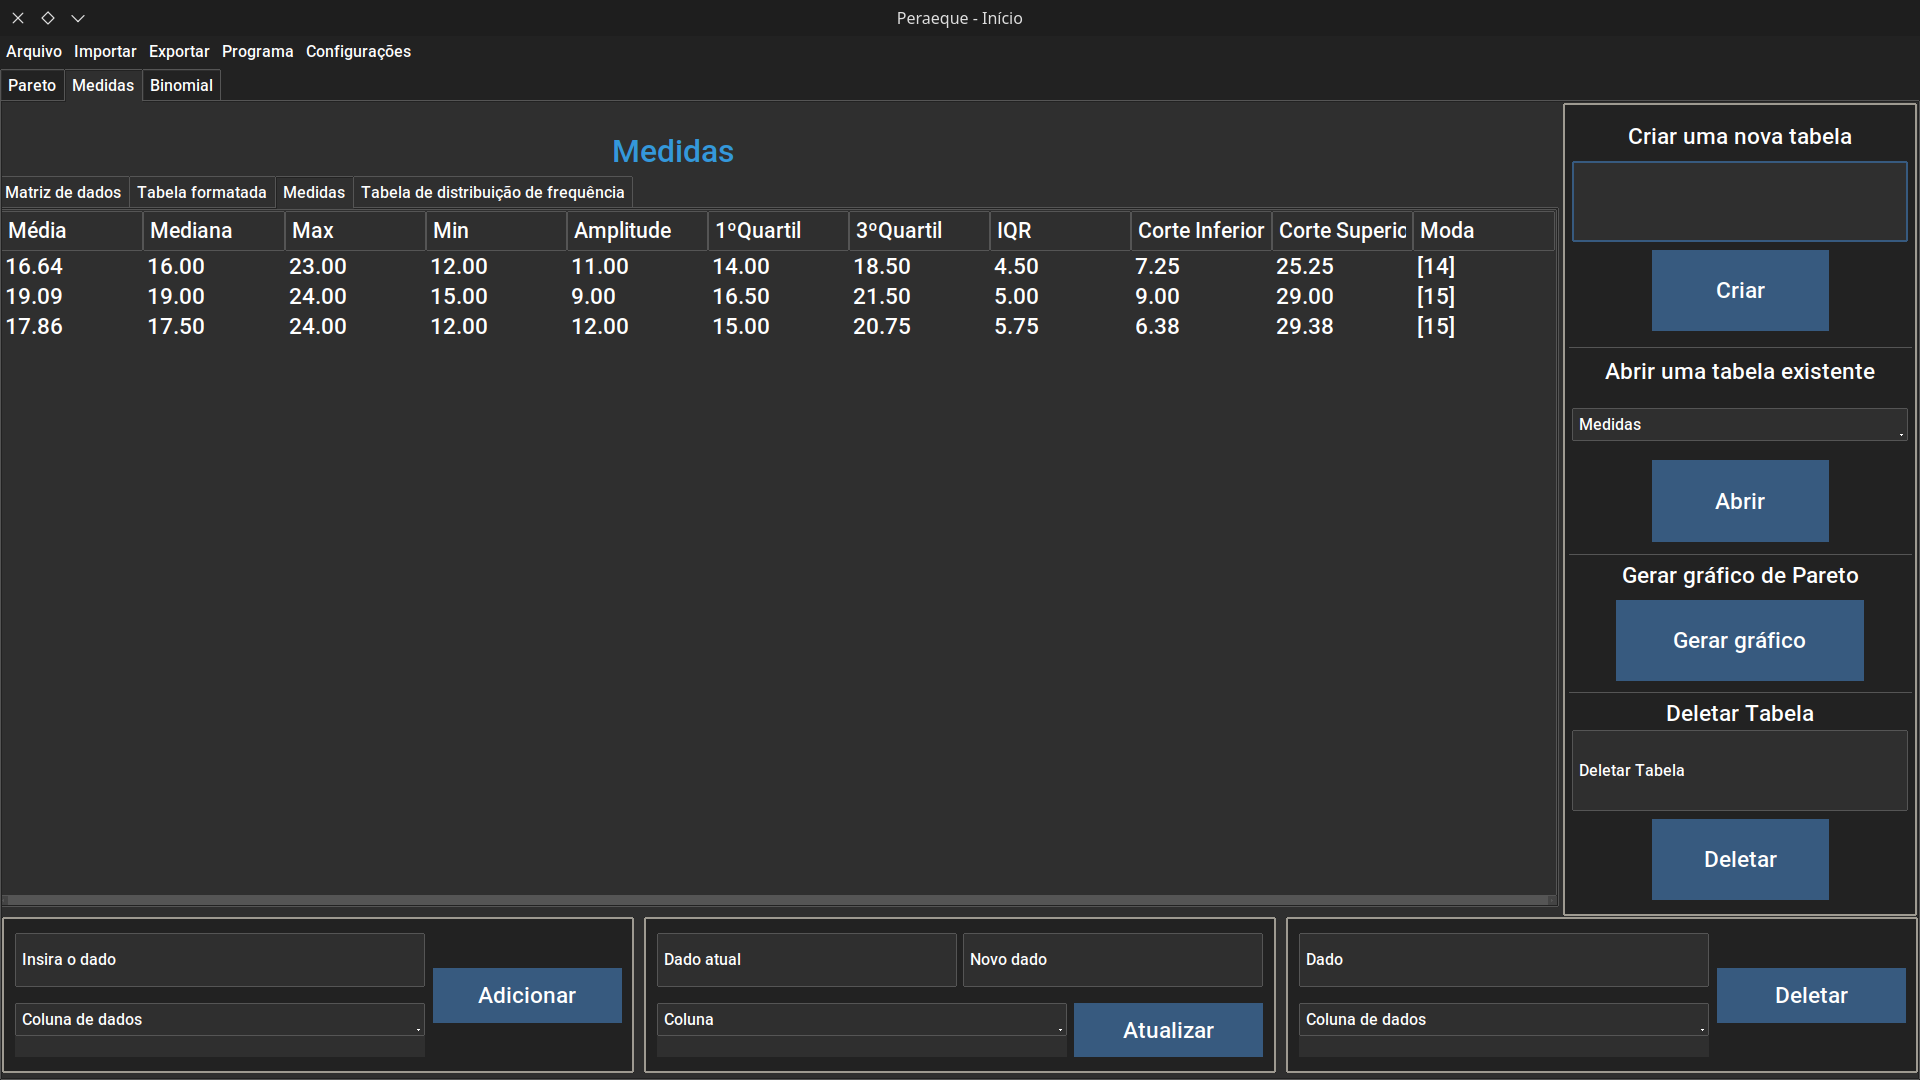 Peraeque - Início
Arquivo Importar Exportar Programa Configurações
Pareto Medidas Binomial
Medidas
Matriz de dados Tabela formatada Medidas Tabela de distribuição de frequência
Média Mediana Max Min Amplitude 1ºQuartil 3ºQuartil IQR Corte Inferior Corte Superio Moda
16.64 16.00 23.00 12.00 11.00 14.00 18.50 4.50 7.25 25.25 [14]
19.09 19.00 24.00 15.00 9.00 16.50 21.50 5.00 9.00 29.00 [15]
17.86 17.50 24.00 12.00 12.00 15.00 20.75 5.75 6.38 29.38 [15]
Criar uma nova tabela
Criar
Abrir uma tabela existente
Medidas
Abrir
Gerar gráfico de Pareto
Gerar gráfico
Deletar Tabela
Deletar Tabela
Deletar
Insira o dado
Coluna de dados
Adicionar
Dado atual Novo dado
Coluna
Atualizar
Dado
Coluna de dados
Deletar